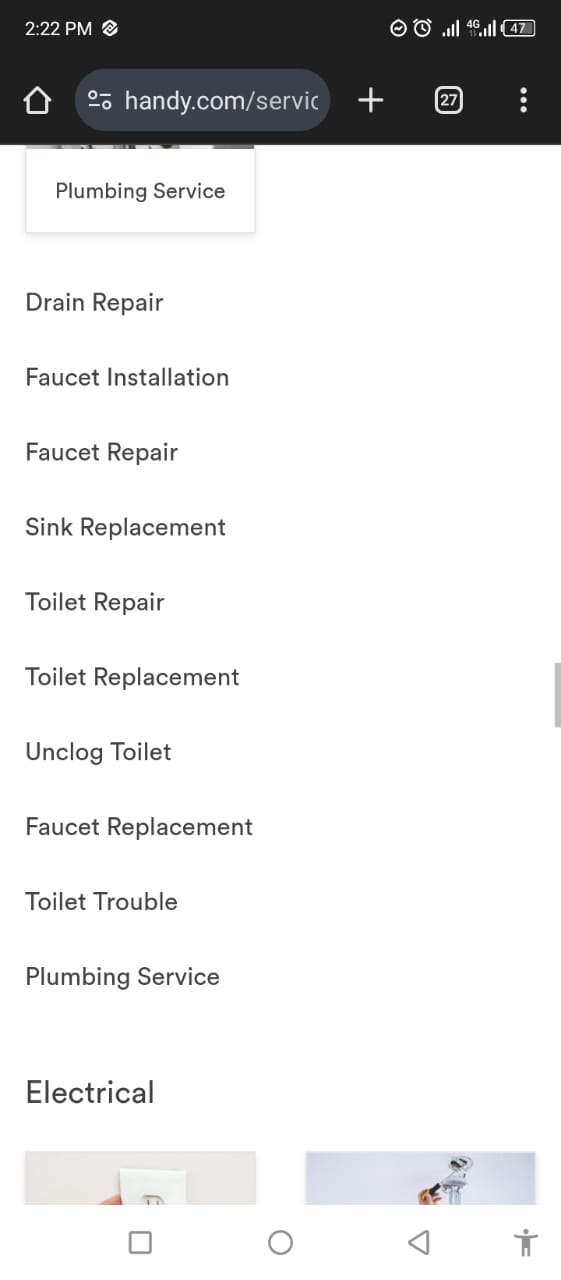 2:22 PM
4G
47
handy.com/servic
27
Plumbing Service
Drain Repair
Faucet Installation
Faucet Repair
Sink Replacement
Toilet Repair
Toilet Replacement
Unclog Toilet
Faucet Replacement
Toilet Trouble
Plumbing Service
Electrical